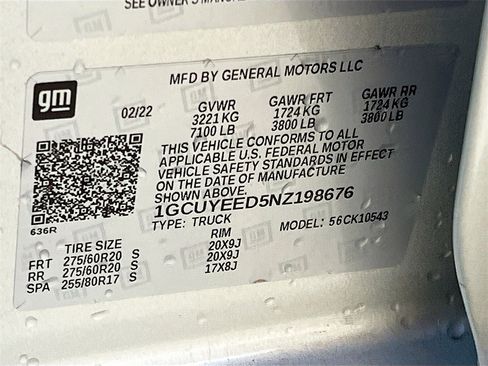 SEE OWNER'S MANUAL
gm
MFD BY GENERAL MOTORS LLC
02/22 GVWR GAWR FRT GAWR RR
3221 KG 1724 KG 1724 KG
7100 LB 3800 LB 3800 LB
THIS VEHICLE CONFORMS TO ALL
APPLICABLE U.S. FEDERAL MOTOR
VEHICLE SAFETY STANDARDS IN EFFECT
ON THE DATE OF MANUFACTURE
SHOWN ABOVE.
1GCUYEED5NZ198676
TYPE: TRUCK MODEL: 56CK10543
636R
TIRE SIZE RIM
FRT 275/60R20 S 20X9J
RR 275/60R20 S 20X9J
SPA 255/80R17 S 17X8J